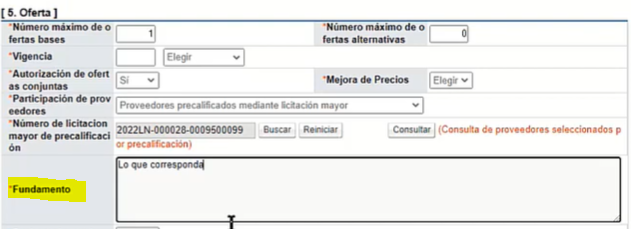 [ 5. Oferta ]
*Número máximo de o
fertas bases
1
*Número máximo de o
fertas alternativas
0
*Vigencia
Elegir
*Autorización de ofert
as conjuntas
Sí
*Mejora de Precios
Elegir
*Participación de prov
eedores
Proveedores precalificados mediante licitación mayor
*Número de licitacion
mayor de precalificaci
ón
2022LN-000028-0009500099
Buscar
Reiniciar
Consultar
(Consulta de proveedores seleccionados p
or precalificación)
*Fundamento
Lo que corresponda